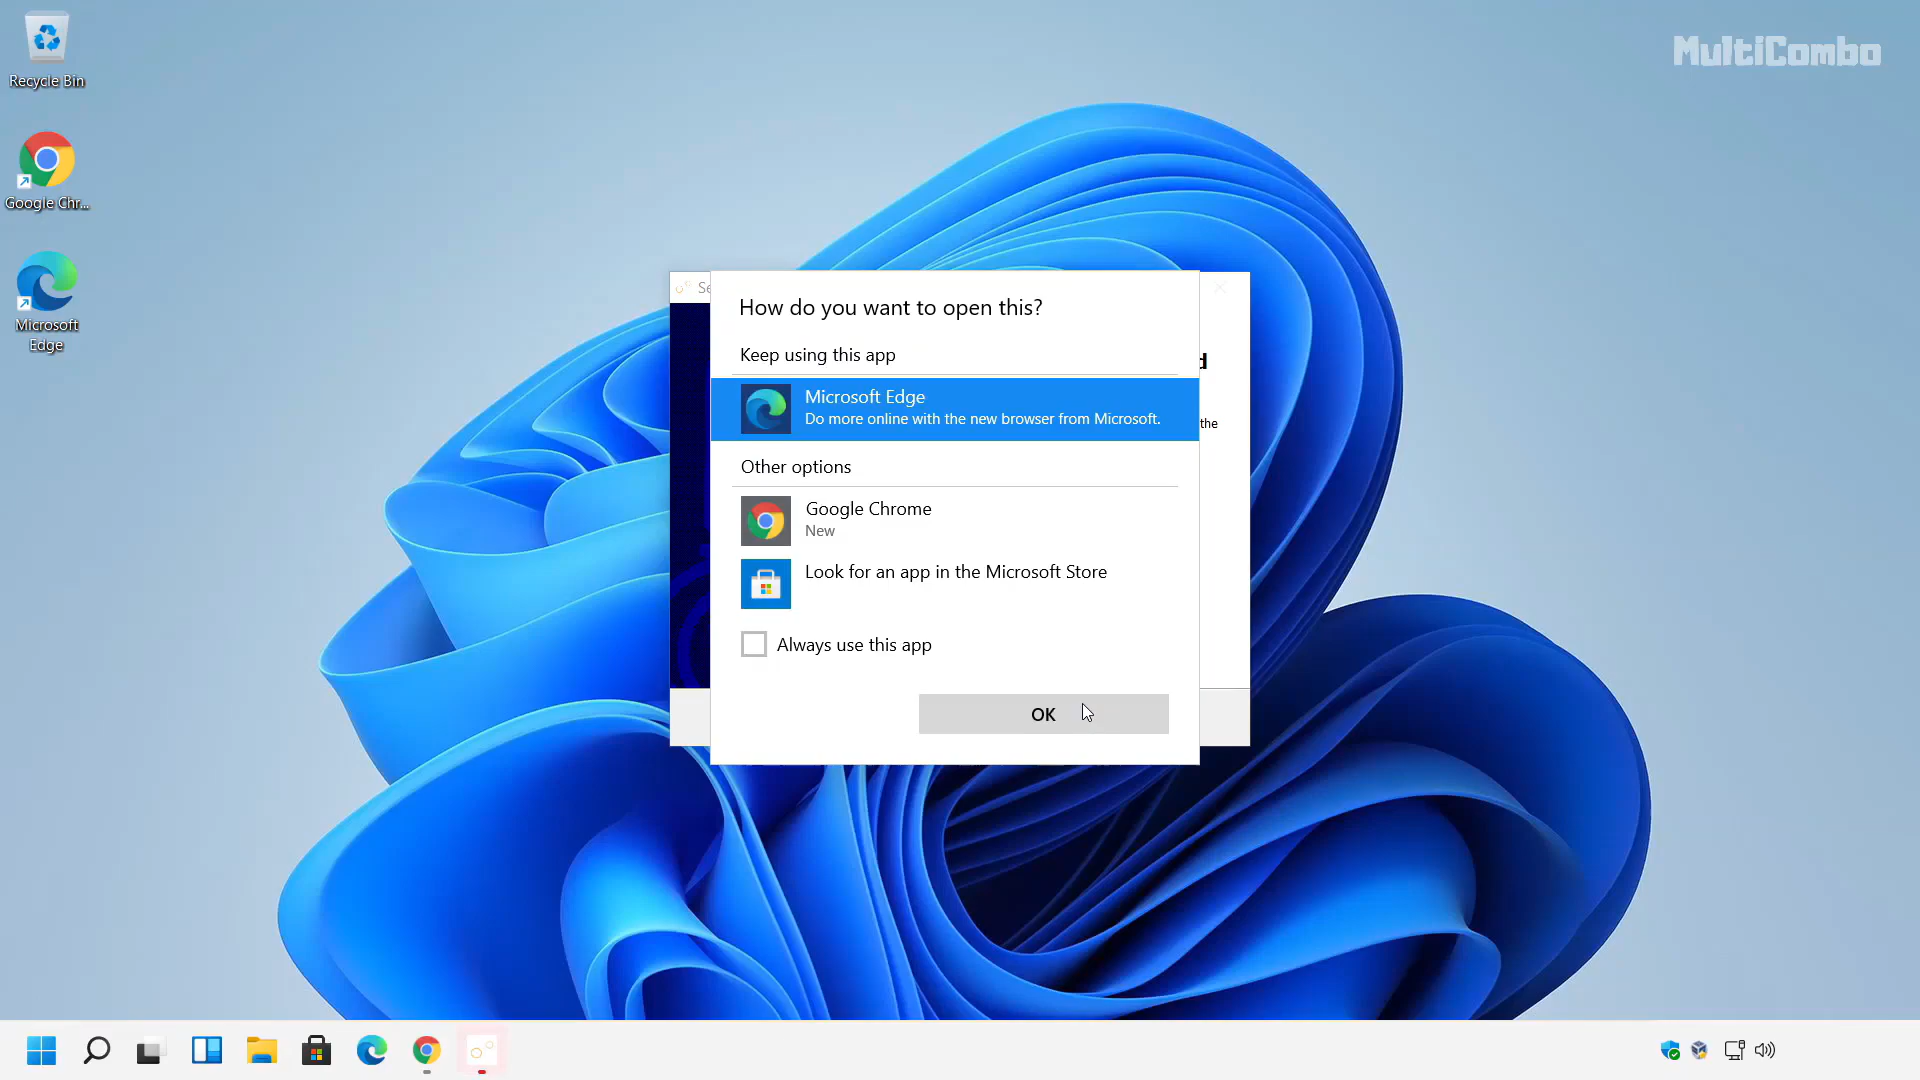 Recycle Bin
MultiCombo
Google Chr...
Microsoft
Edge
Se
How do you want to open this?
Keep using this app
d
Microsoft Edge
Do more online with the new browser from Microsoft.
the
Other options
Google Chrome
New
Look for an app in the Microsoft Store
Always use this app
OK